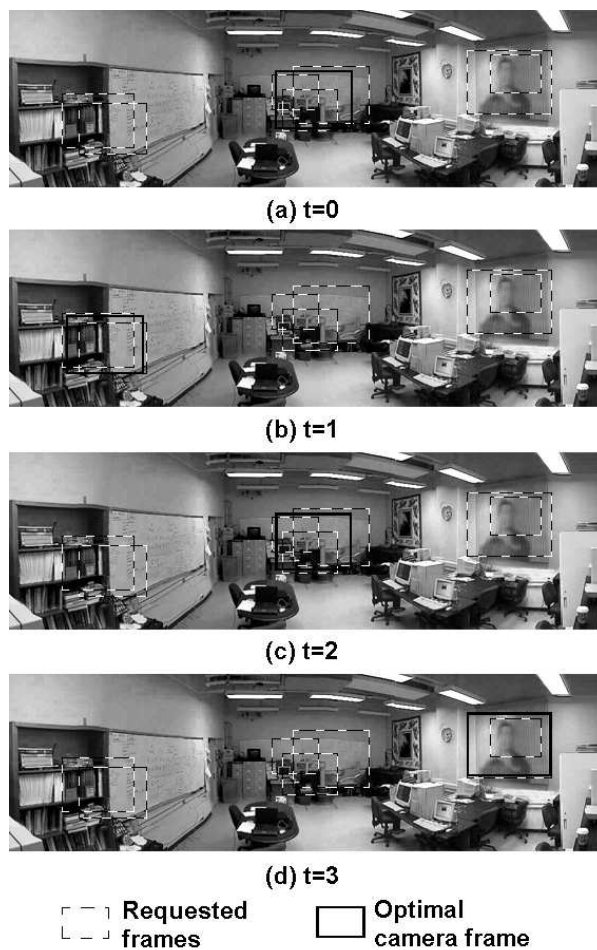 (a) t=0
(b) t=1
(c) t=2
(d) t=3
Requested
frames
Optimal
camera frame